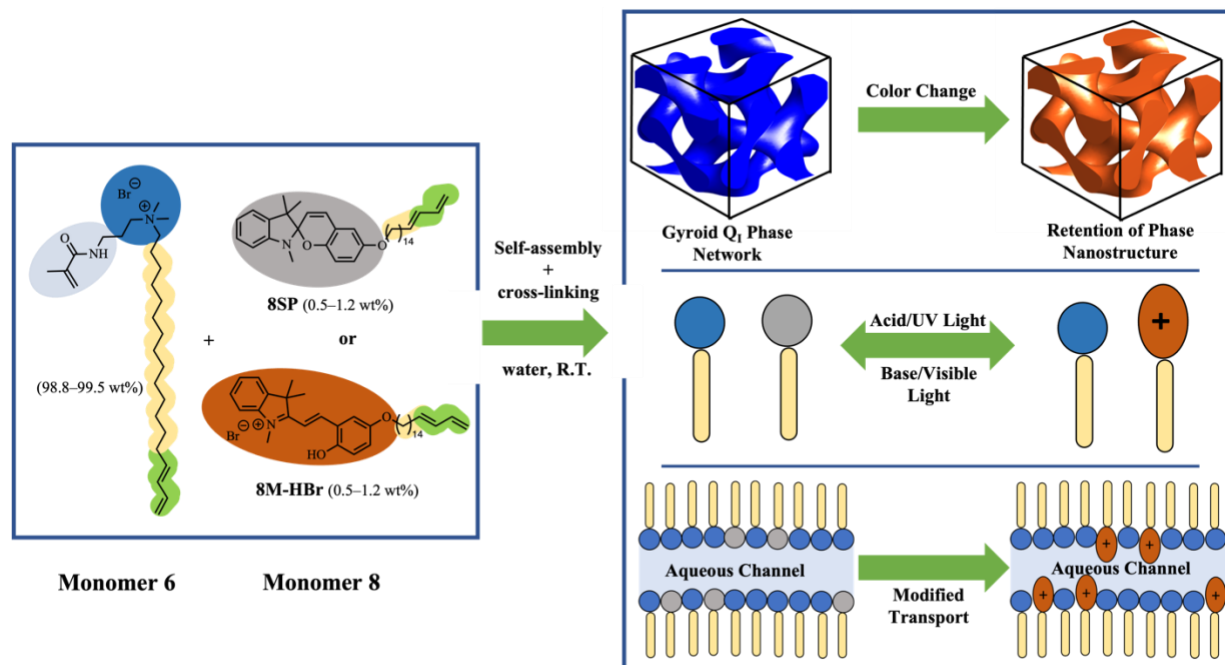 Br⊖
N
+
O
NH
(98.8–99.5 wt%)
Monomer 6
+
N
O
O
14
8SP (0.5–1.2 wt%)
or
N
+
Br⊖
HO
O
14
8M-HBr (0.5–1.2 wt%)
Monomer 8
Self-assembly
+
cross-linking
water, R.T.
Gyroid QI Phase
Network
Color Change
Retention of Phase
Nanostructure
Acid/UV Light
Base/Visible
Light
+
Aqueous Channel
Modified
Transport
+ +
Aqueous Channel
+ + +